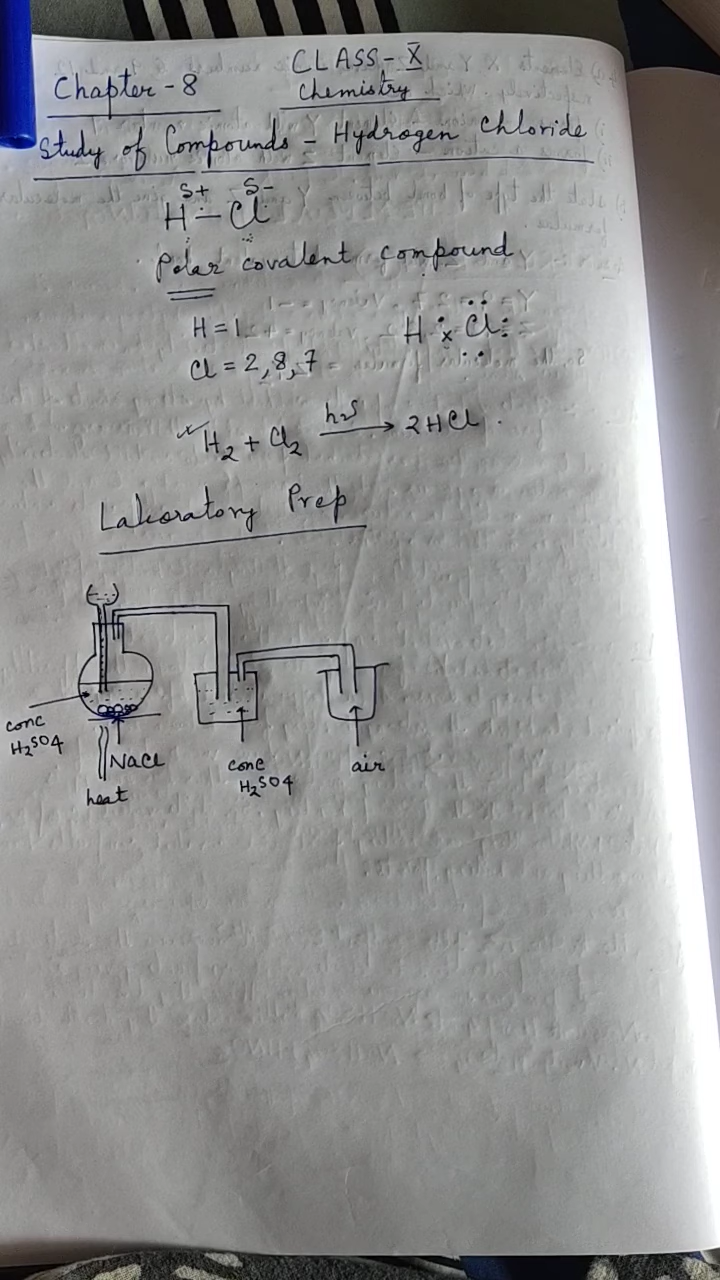 CLASS - X
Chapter - 8
Chemistry
Study of Compounds - Hydrogen Chloride
S+ S-
H - Cl
Polar covalent compound
H = 1
H Cl
x
Cl = 2, 8, 7
H2 + Cl2 → 2HCl
Laboratory Prep
conc
H2SO4
NaCl
heat
conc
H2SO4
air